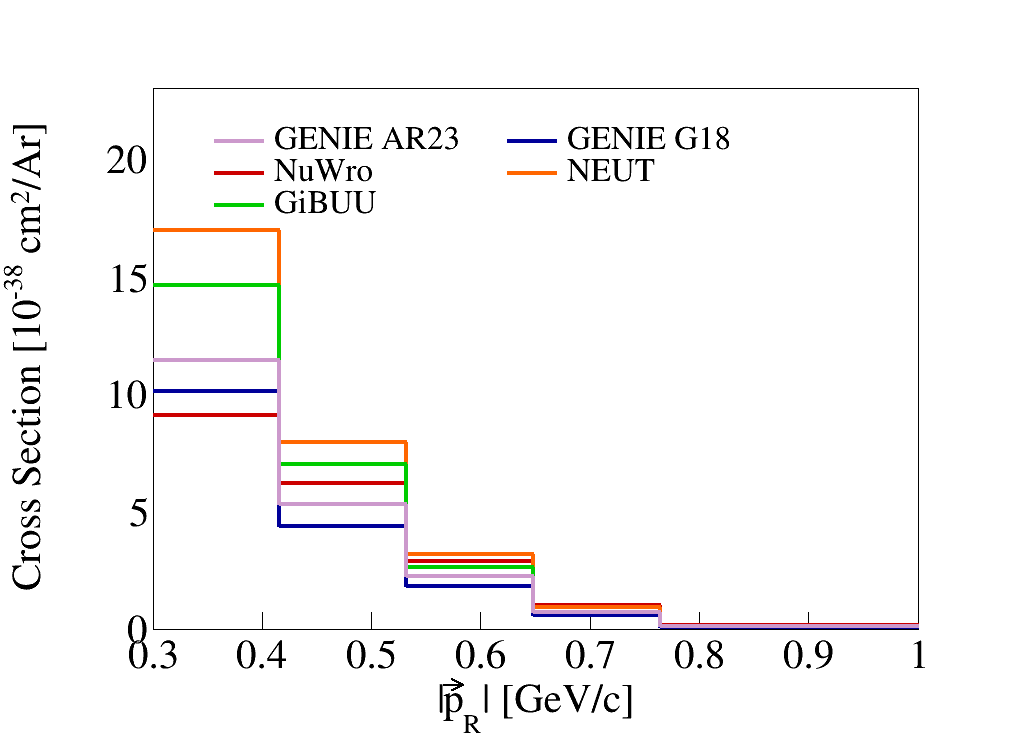 GENIE AR23
GENIE G18
NuWro
NEUT
GiBUU
Cross Section [10⁻³⁸ cm²/Ar]
20
15
10
5
0
0.3 0.4 0.5 0.6 0.7 0.8 0.9 1
|p⃗_R| [GeV/c]